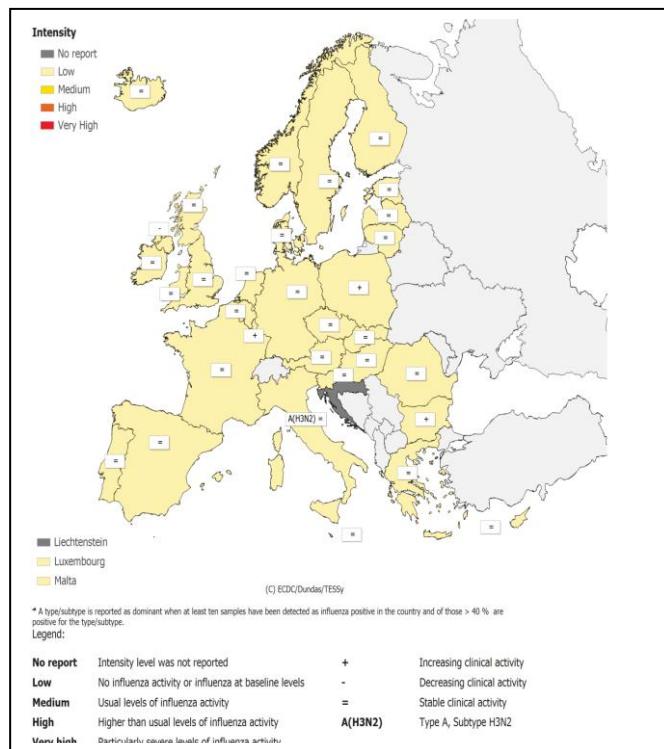 Intensity
No report
Low
Medium
High
Very High
=
=
=
=
=
-
=
=
=
=
=
=
=
=
=
=
+
=
+
=
=
=
=
=
=
A(H3N2) =
+
=
=
=
=
=
Liechtenstein
Luxembourg
Malta
(C) ECDC/Dundas/TESSy
* A type/subtype is reported as dominant when at least ten samples have been detected as influenza positive in the country and of those > 40 % are
positive for the type/subtype.
Legend:
No report Intensity level was not reported + Increasing clinical activity
Low No influenza activity or influenza at baseline levels - Decreasing clinical activity
Medium Usual levels of influenza activity = Stable clinical activity
High Higher than usual levels of influenza activity A(H3N2) Type A, Subtype H3N2
Very high Particularly severe levels of influenza activity